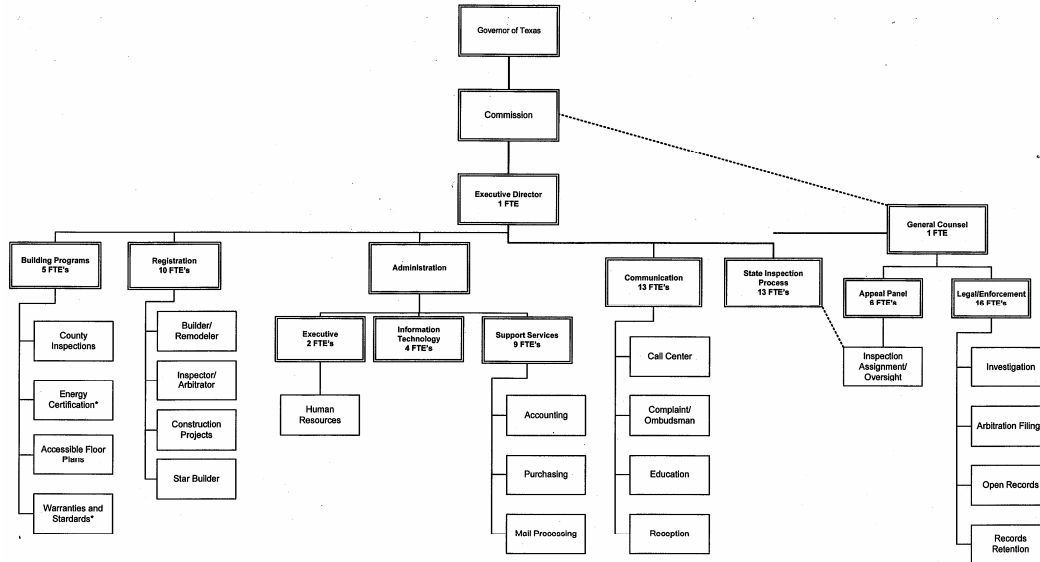 Governor of Texas
Commission
Executive Director
1 FTE
General Counsel
1 FTE
Building Programs
5 FTE's
Registration
10 FTE's
Administration
Communication
13 FTE's
State Inspection
Process
13 FTE's
Appeal Panel
6 FTE's
Legal/Enforcement
16 FTE's
Executive
2 FTE's
Information
Technology
4 FTE's
Support Services
9 FTE's
County
Inspections
Energy
Certification*
Accessible Floor
Plans
Warranties and
Stardards*
Builder/
Remodeler
Inspector/
Arbitrator
Construction
Projects
Star Builder
Human
Resources
Accounting
Purchasing
Mail Processing
Call Center
Complaint/
Ombudsman
Education
Reception
Inspection
Assignment/
Oversight
Investigation
Arbitration Filing
Open Records
Records
Retention